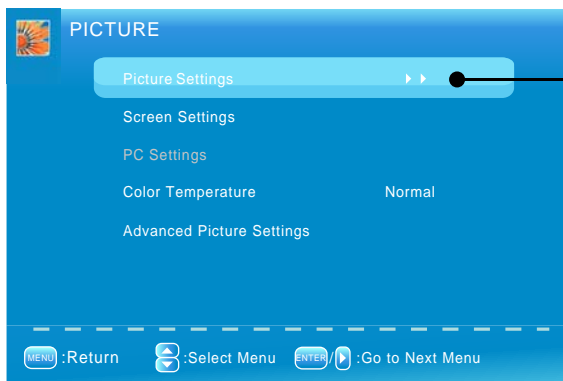 PICTURE
Picture Settings
Screen Settings
PC Settings
Color Temperature Normal
Advanced Picture Settings
MENU :Return :Select Menu ENTER / :Go to Next Menu